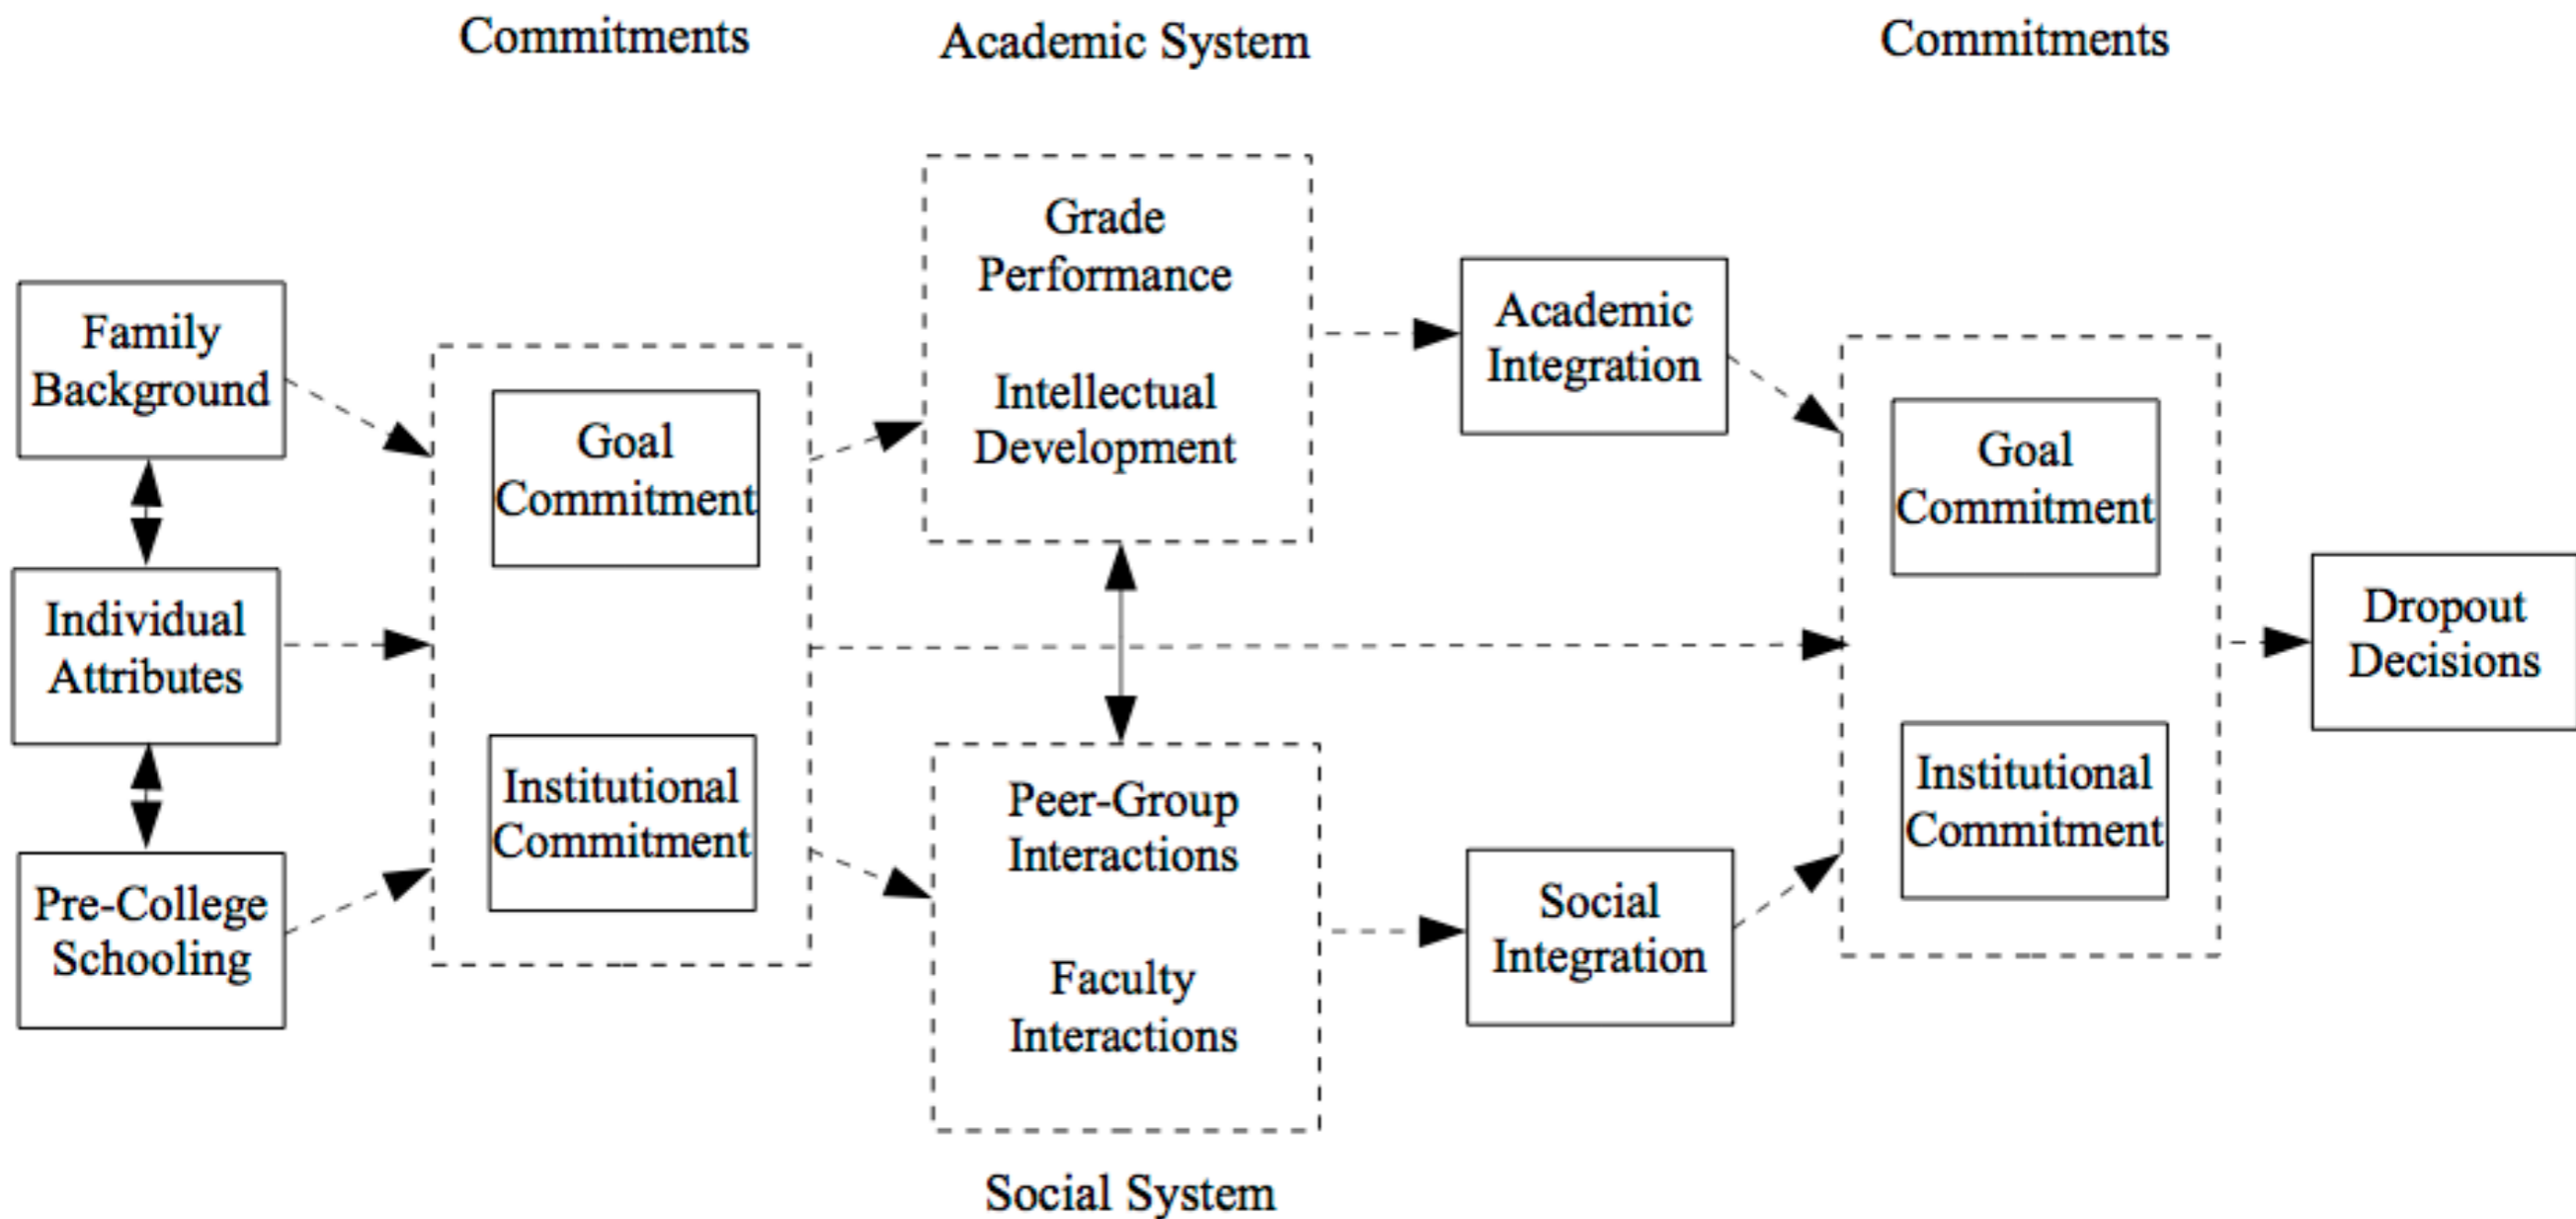 Commitments
Academic System
Commitments
Family
Background
Individual
Attributes
Pre-College
Schooling
Goal
Commitment
Institutional
Commitment
Grade
Performance
Intellectual
Development
Peer-Group
Interactions
Faculty
Interactions
Social System
Academic
Integration
Social
Integration
Goal
Commitment
Institutional
Commitment
Dropout
Decisions